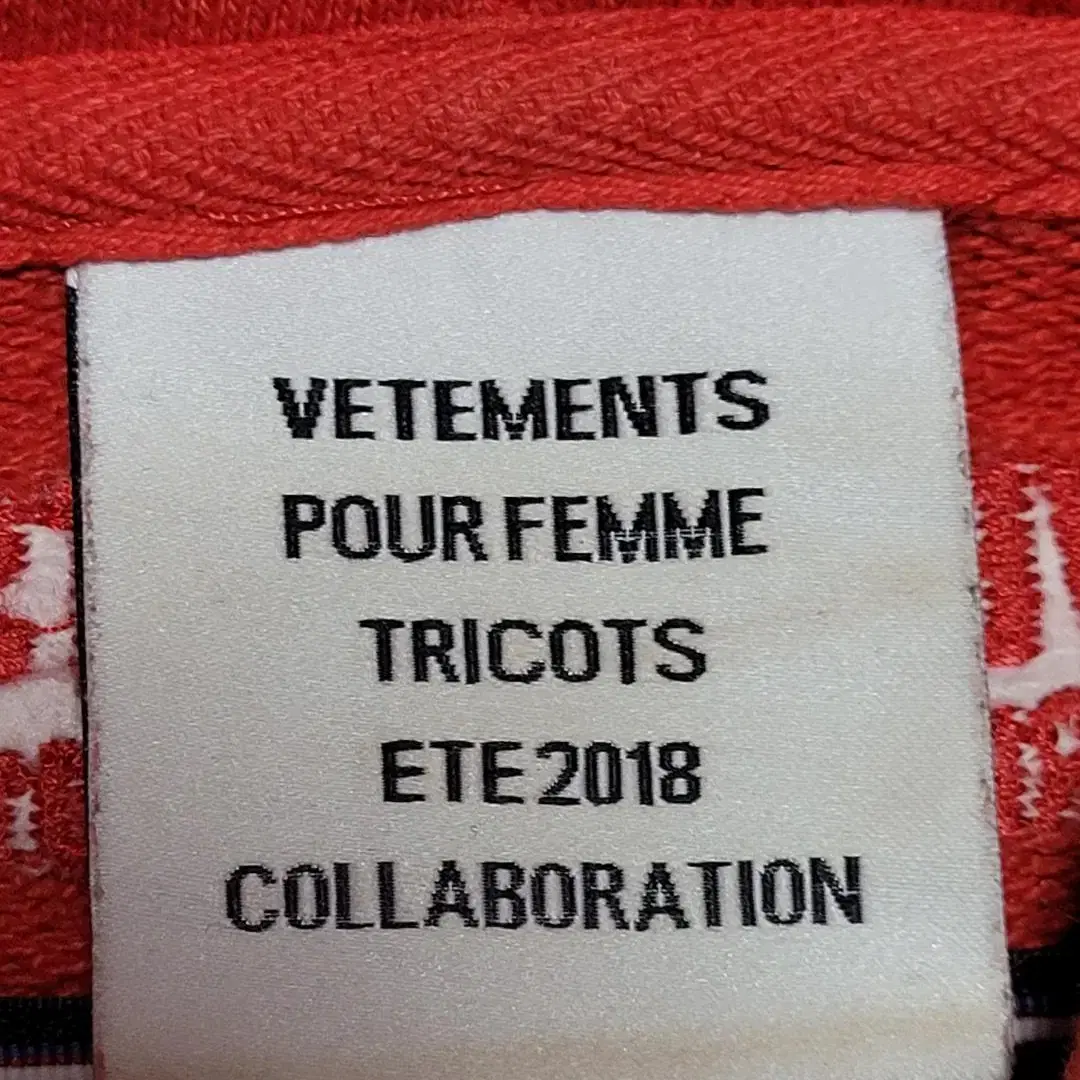 VETEMENTS
POUR FEMME
TRICOTS
ETE 2018
COLLABORATION